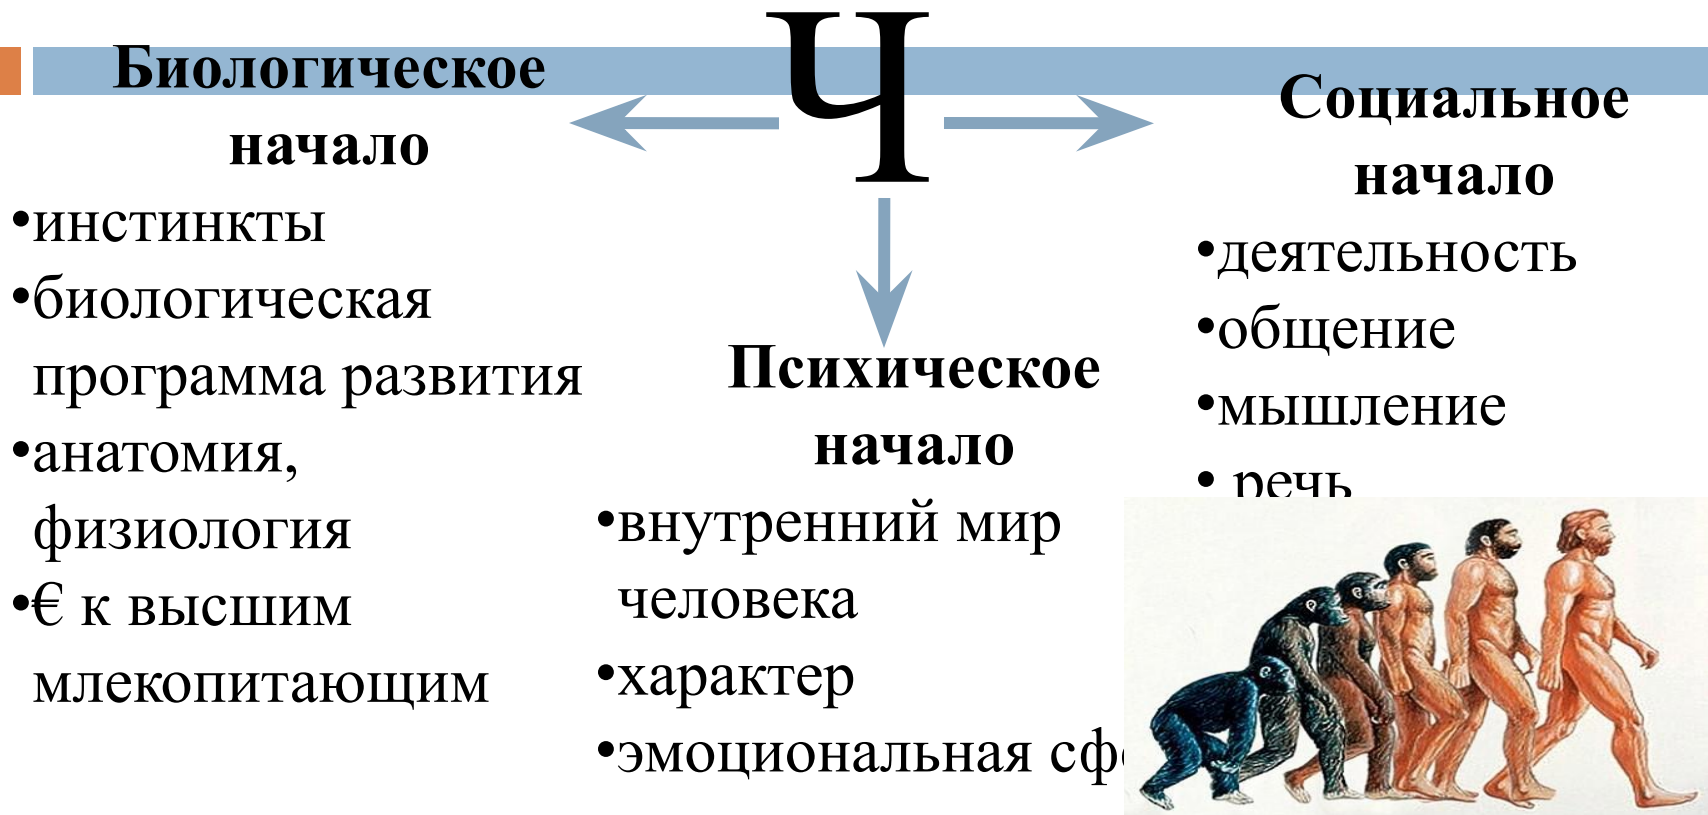 Ч
Биологическое
начало
•инстинкты
•биологическая
программа развития
•анатомия,
физиология
•€ к высшим
млекопитающим
Психическое
начало
•внутренний мир
человека
•характер
•эмоциональная
Социальное
начало
•деятельность
•общение
•мышление
• речь